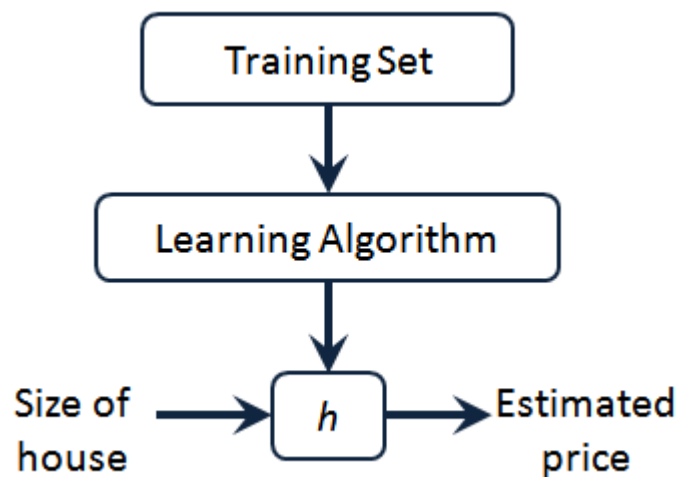 Training Set
Learning Algorithm
Size of
house
h
Estimated
price